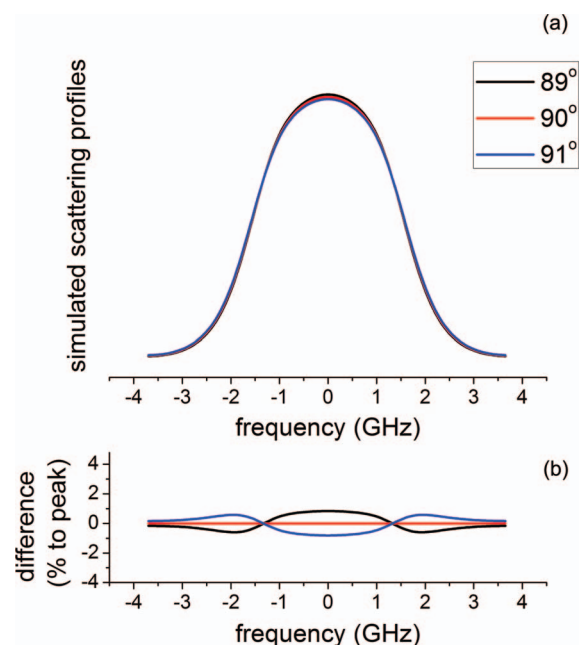 (a)
simulated scattering profiles
89°
90°
91°
-4 -3 -2 -1 0 1 2 3 4
frequency (GHz)
(b)
difference
(% to peak)
4
2
0
-2
-4
-4 -3 -2 -1 0 1 2 3 4
frequency (GHz)